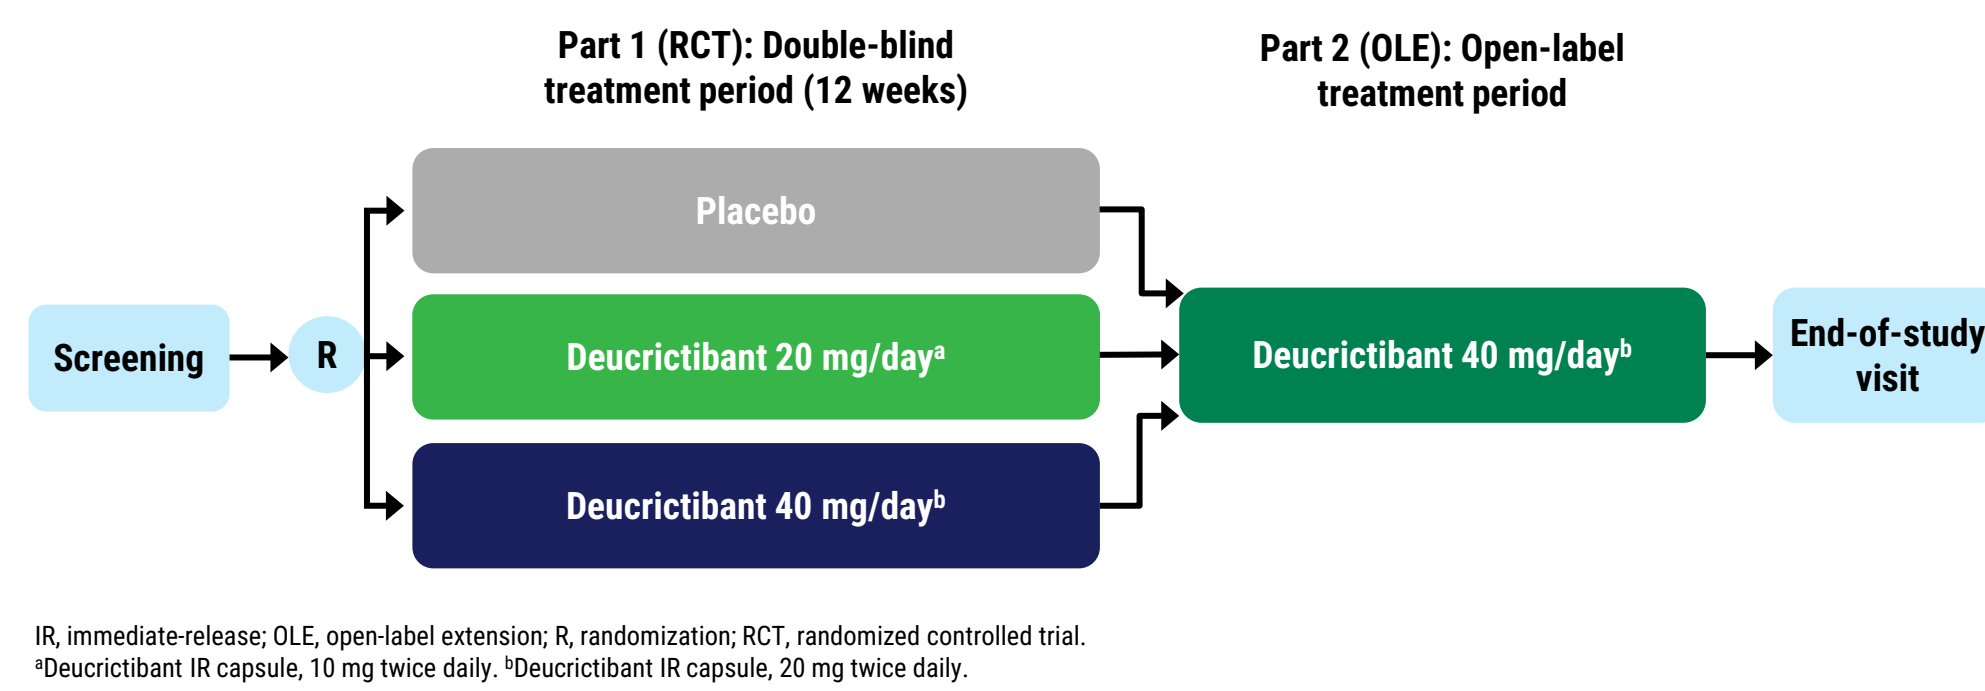 Part 1 (RCT): Double-blind
treatment period (12 weeks)
Part 2 (OLE): Open-label
treatment period
Placebo
Screening
R
Deucrictibant 20 mg/dayᵃ
Deucrictibant 40 mg/dayᵇ
End-of-study
visit
Deucrictibant 40 mg/dayᵇ
IR, immediate-release; OLE, open-label extension; R, randomization; RCT, randomized controlled trial.
ᵃDeucrictibant IR capsule, 10 mg twice daily. ᵇDeucrictibant IR capsule, 20 mg twice daily.